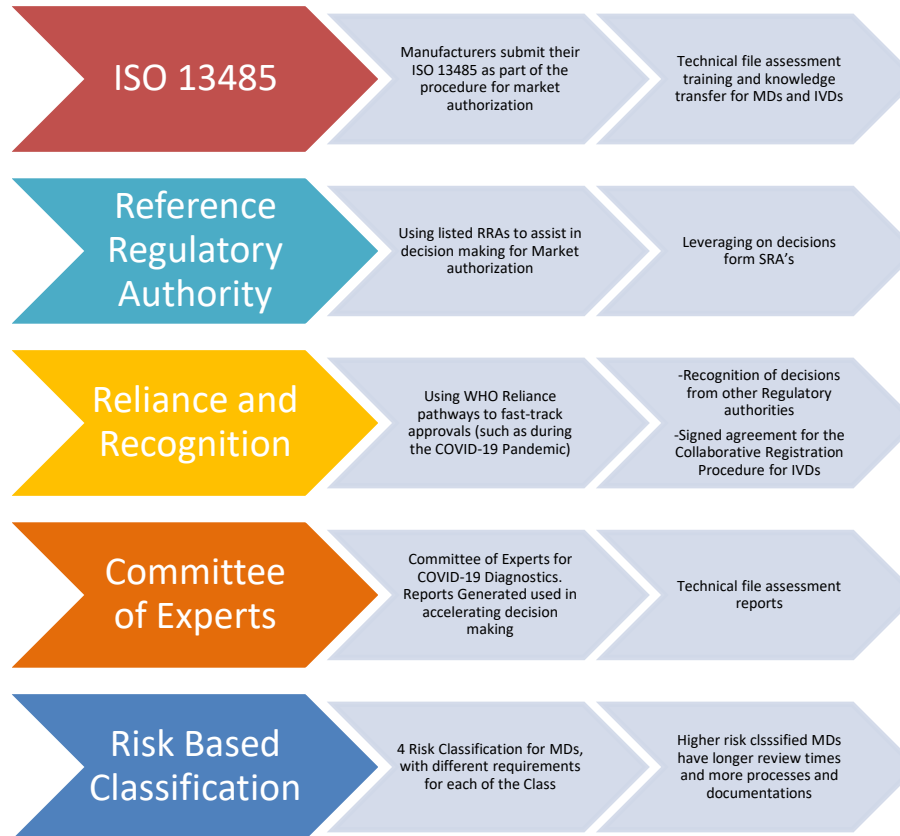 ISO 13485
Manufacturers submit their
ISO 13485 as part of the
procedure for market
authorization
Technical file assessment
training and knowledge
transfer for MDs and IVDs
Reference
Regulatory
Authority
Using listed RRAs to assist in
decision making for Market
authorization
Leveraging on decisions
form SRA's
Reliance and
Recognition
Using WHO Reliance
pathways to fast-track
approvals (such as during
the COVID-19 Pandemic)
-Recognition of decisions
from other Regulatory
authorities
-Signed agreement for the
Collaborative Registration
Procedure for IVDs
Committee
of Experts
Committee of Experts for
COVID-19 Diagnostics.
Reports Generated used in
accelerating decision
making
Technical file assessment
reports
Risk Based
Classification
4 Risk Classification for MDs,
with different requirements
for each of the Class
Higher risk clsssified MDs
have longer review times
and more processes and
documentations